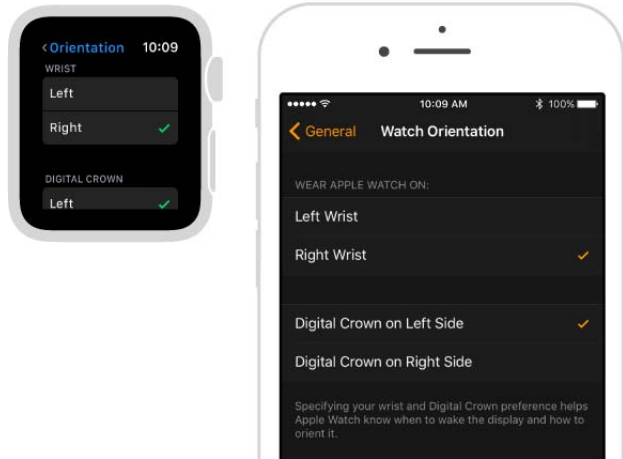 Orientation 10:09
WRIST
Left
Right
DIGITAL CROWN
Left
10:09 AM 100%
General Watch Orientation
WEAR APPLE WATCH ON:
Left Wrist
Right Wrist
Digital Crown on Left Side
Digital Crown on Right Side
Specifying your wrist and Digital Crown preference helps
Apple Watch know when to wake the display and how to
orient it.